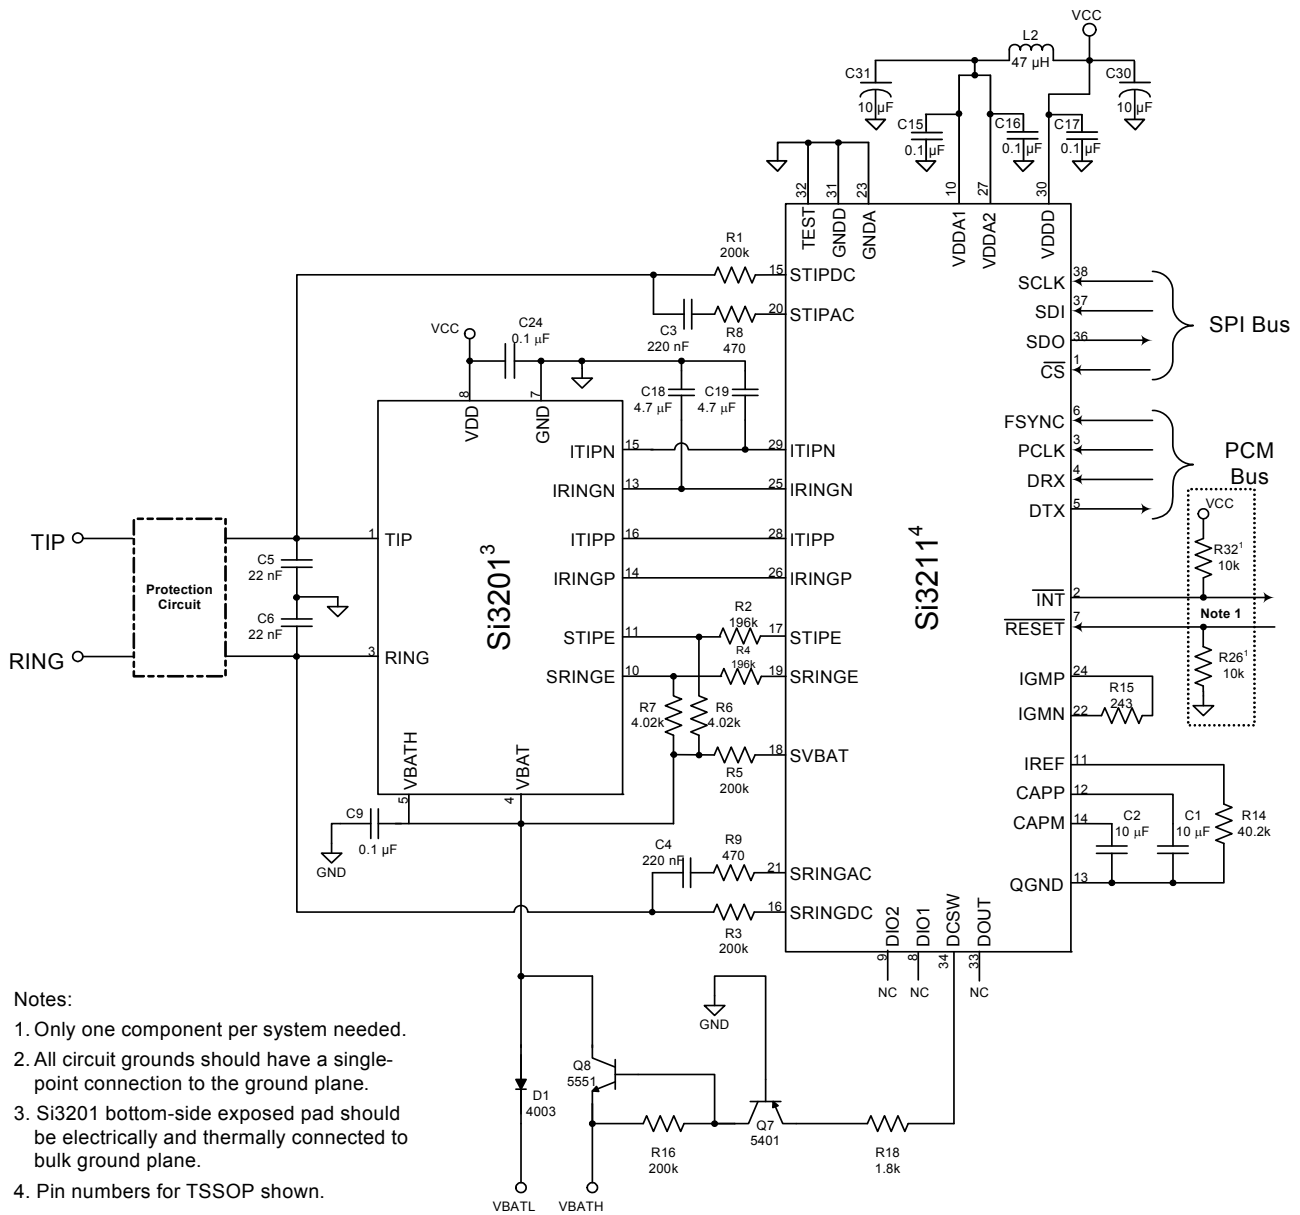 VCC
L2
47 µH
C31
10 µF
C30
10 µF
C15
0.1 µF
C16
0.1 µF
C17
0.1 µF
32
31
23
10
27
30
TEST
GNDD
GNDA
VDDA1
VDDA2
VDDD
R1
200k
15
STIPDC
C3
220 nF
R8
470
20
STIPAC
38
SCLK
37
SDI
36
SDO
1
CS
SPI Bus
VCC
C24
0.1 µF
8
7
VDD
GND
C18
4.7 µF
C19
4.7 µF
6
FSYNC
3
PCLK
4
DRX
5
DTX
PCM
Bus
ITIPN
15
29
ITIPN
IRINGN
13
25
IRINGN
ITIPP
16
28
ITIPP
IRINGP
14
26
IRINGP
STIPE
11
R2
196k
17
STIPE
SRINGE
10
R4
196k
19
SRINGE
R7
4.02k
R6
4.02k
R5
200k
18
SVBAT
TIP
RING
Protection
Circuit
C5
22 nF
C6
22 nF
1
TIP
3
RING
Si3201³
Si3211⁴
VCC
R32¹
10k
2
INT
Note 1
7
RESET
R26¹
10k
24
IGMP
R15
243
22
IGMN
11
IREF
12
CAPP
14
CAPM
13
QGND
C2
10 µF
C1
10 µF
R14
40.2k
VBATH
5
VBAT
4
C9
0.1 µF
GND
C4
220 nF
R9
470
21
SRINGAC
16
SRINGDC
R3
200k
DIO2
DIO1
DCSW
DOUT
9
8
34
33
NC
NC
NC
GND
Q8
5551
D1
4003
R16
200k
Q7
5401
R18
1.8k
VBATL
VBATH
Notes:
1. Only one component per system needed.
2. All circuit grounds should have a single-
point connection to the ground plane.
3. Si3201 bottom-side exposed pad should
be electrically and thermally connected to
bulk ground plane.
4. Pin numbers for TSSOP shown.